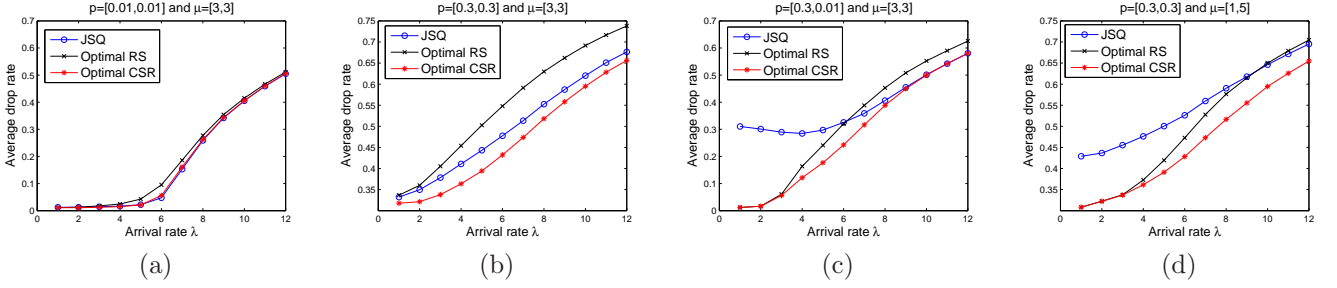 p=[0.01,0.01] and μ=[3,3]
JSQ
Optimal RS
Optimal CSR
Average drop rate
0.7
0.6
0.5
0.4
0.3
0.2
0.1
0
0 2 4 6 8 10 12
Arrival rate λ
(a)
p=[0.3,0.3] and μ=[3,3]
JSQ
Optimal RS
Optimal CSR
Average drop rate
0.75
0.7
0.65
0.6
0.55
0.5
0.45
0.4
0.35
0 2 4 6 8 10 12
Arrival rate λ
(b)
p=[0.3,0.01] and μ=[3,3]
JSQ
Optimal RS
Optimal CSR
Average drop rate
0.7
0.6
0.5
0.4
0.3
0.2
0.1
0
0 2 4 6 8 10 12
Arrival rate λ
(c)
p=[0.3,0.3] and μ=[1,5]
JSQ
Optimal RS
Optimal CSR
Average drop rate
0.75
0.7
0.65
0.6
0.55
0.5
0.45
0.4
0.35
0 2 4 6 8 10 12
Arrival rate λ
(d)